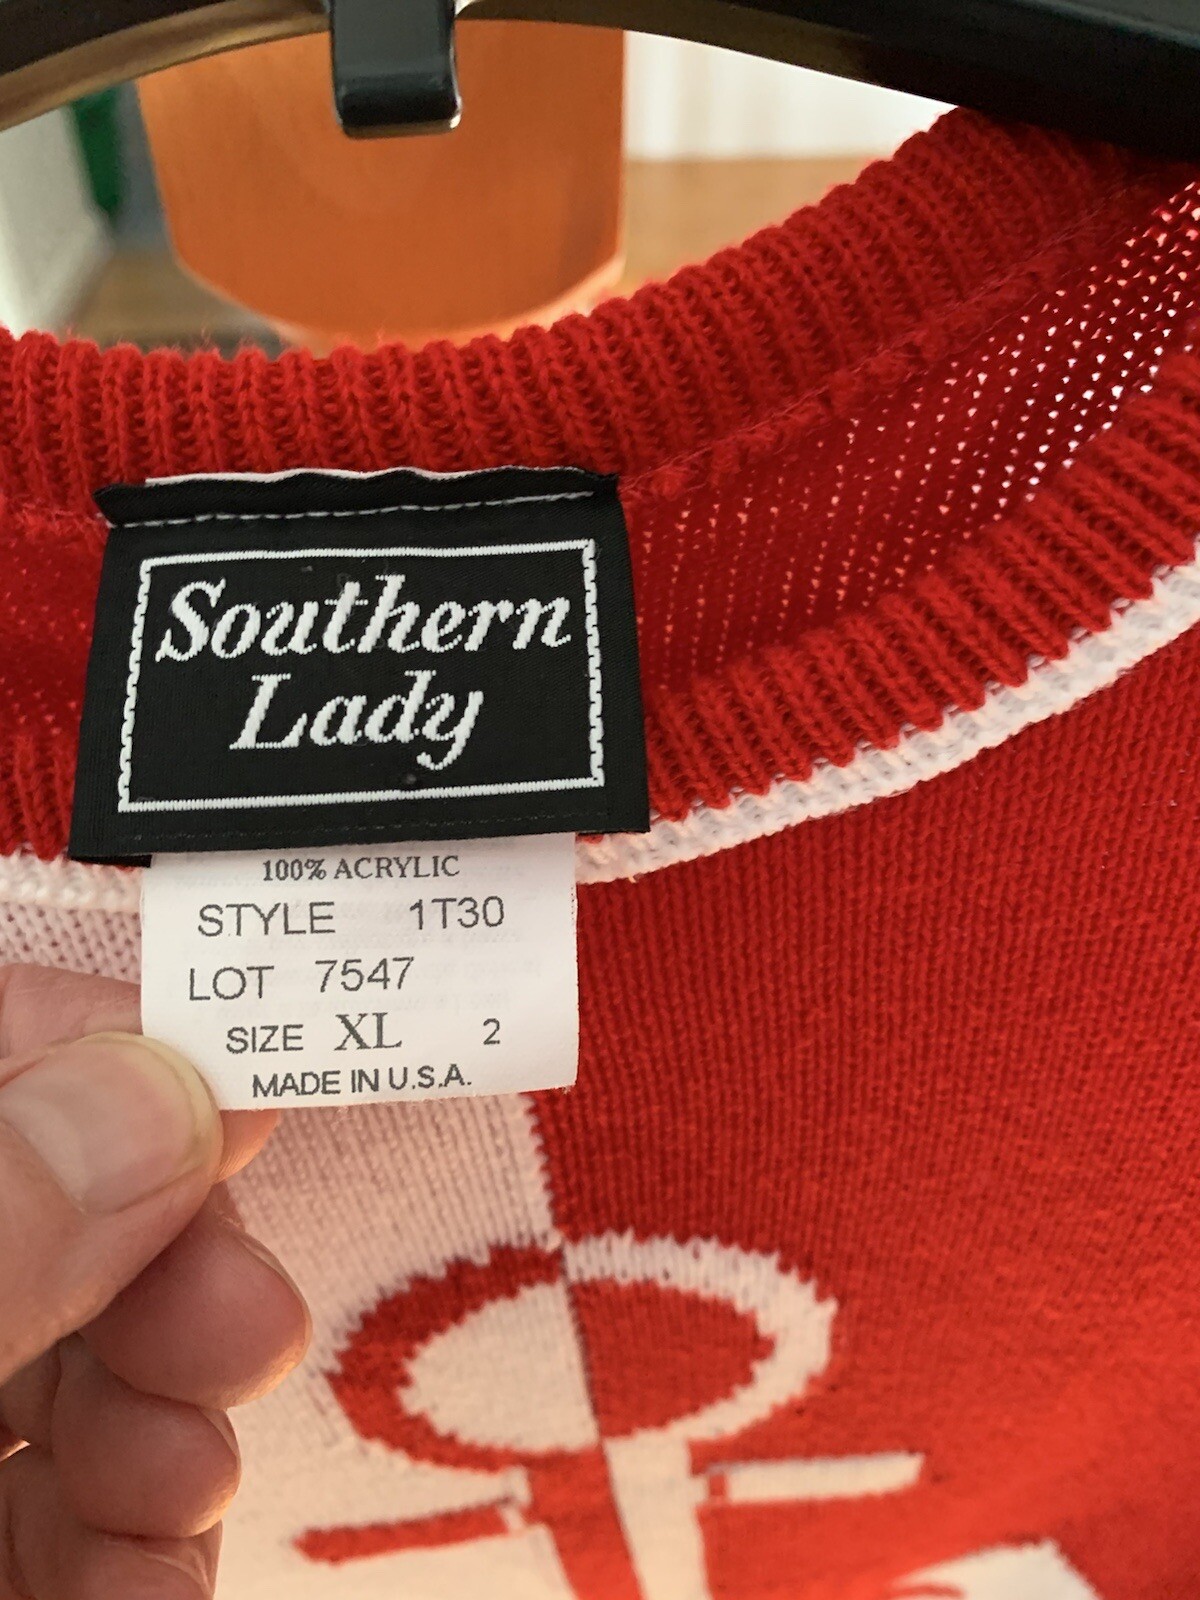 Southern
Lady
100% ACRYLIC
STYLE 1T30
LOT 7547
SIZE XL 2
MADE IN U.S.A.